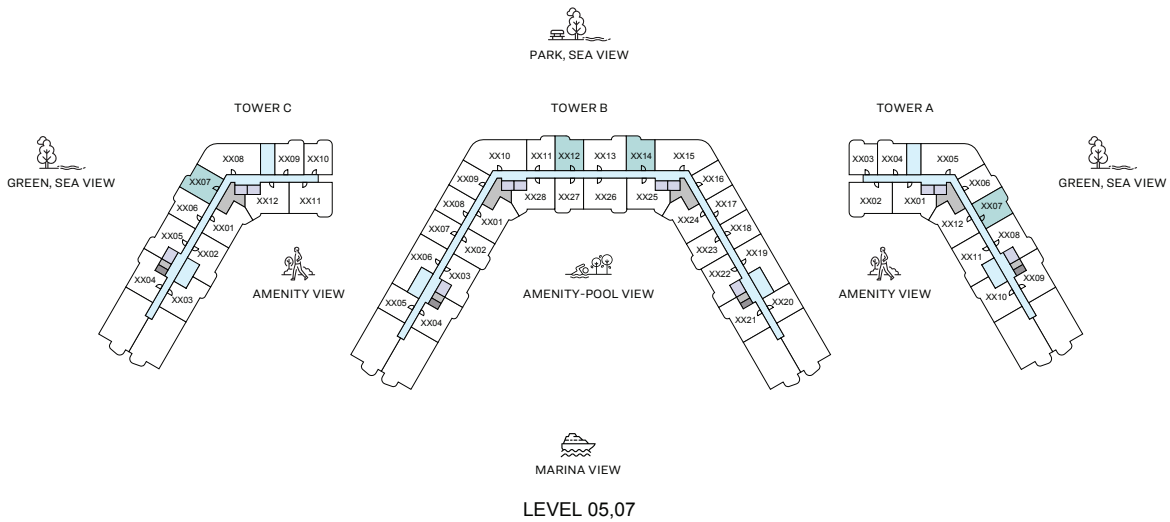 PARK, SEA VIEW
TOWER C
TOWER B
TOWER A
GREEN, SEA VIEW
GREEN, SEA VIEW
XX08
XX09
XX10
XX07
XX06
XX05
XX04
XX03
XX02
XX01
XX12
XX11
AMENITY VIEW
XX10
XX11
XX12
XX13
XX14
XX15
XX09
XX08
XX07
XX06
XX05
XX04
XX03
XX02
XX01
XX28
XX27
XX26
XX25
XX24
XX23
XX22
XX21
XX16
XX17
XX18
XX19
XX20
AMENITY-POOL VIEW
XX03
XX04
XX05
XX06
XX07
XX08
XX09
XX02
XX01
XX12
XX11
XX10
AMENITY VIEW
MARINA VIEW
LEVEL 05,07